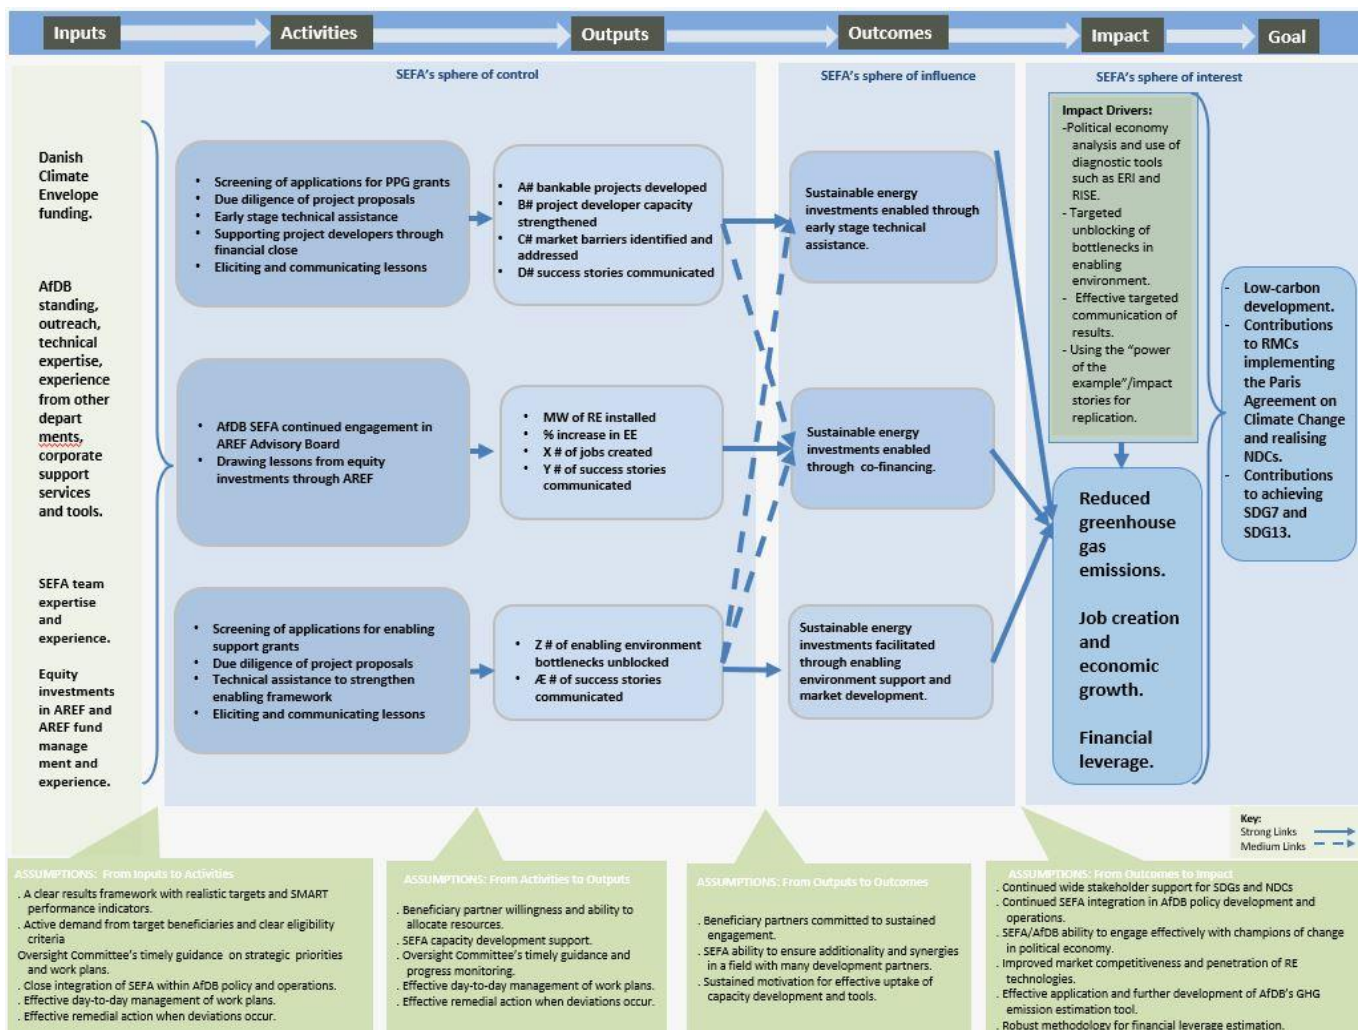 Inputs
Activities
Outputs
Outcomes
Impact
Goal
SEFA's sphere of control
SEFA's sphere of influence
SEFA's sphere of interest
Danish
Climate
Envelope
funding.
AfDB
standing,
outreach,
technical
expertise,
experience
from other
depart
ments,
corporate
support
services
and tools.
SEFA team
expertise
and
experience.
Equity
investments
in AREF and
AREF fund
manage
ment and
experience.
• Screening of applications for PPG grants
• Due diligence of project proposals
• Early stage technical assistance
• Supporting project developers through
financial close
• Eliciting and communicating lessons
• AfDB SEFA continued engagement in
AREF Advisory Board
• Drawing lessons from equity
investments through AREF
• Screening of applications for enabling
support grants
• Due diligence of project proposals
• Technical assistance to strengthen
enabling framework
• Eliciting and communicating lessons
• A# bankable projects developed
• B# project developer capacity
strengthened
• C# market barriers identified and
addressed
• D# success stories communicated
• MW of RE installed
• % increase in EE
• X # of jobs created
• Y # of success stories
communicated
• Z # of enabling environment
bottlenecks unblocked
• Æ # of success stories
communicated
Sustainable energy
investments enabled through
early stage technical
assistance.
Sustainable energy
investments enabled
through co-financing.
Sustainable energy
investments facilitated
through enabling
environment support and
market development.
Impact Drivers:
-Political economy
analysis and use of
diagnostic tools
such as ERI and
RISE.
- Targeted
unblocking of
bottlenecks in
enabling
environment.
- Effective targeted
communication of
results.
- Using the "power
of the
example"/impact
stories for
replication.
Reduced
greenhouse
gas
emissions.
Job creation
and
economic
growth.
Financial
leverage.
- Low-carbon
development.
- Contributions
to RMCs
implementing
the Paris
Agreement on
Climate Change
and realising
NDCs.
- Contributions
to achieving
SDG7 and
SDG13.
Key:
Strong Links
Medium Links
ASSUMPTIONS: From Inputs to Activities
. A clear results framework with realistic targets and SMART
performance indicators.
. Active demand from target beneficiaries and clear eligibility
criteria
Oversight Committee's timely guidance on strategic priorities
and work plans.
. Close integration of SEFA within AfDB policy and operations.
. Effective day-to-day management of work plans.
. Effective remedial action when deviations occur.
ASSUMPTIONS: From Activities to Outputs
. Beneficiary partner willingness and ability to
allocate resources.
. SEFA capacity development support.
. Oversight Committee's timely guidance and
progress monitoring.
. Effective day-to-day management of work plans.
. Effective remedial action when deviations occur.
ASSUMPTIONS: From Outputs to Outcomes
. Beneficiary partners committed to sustained
engagement.
. SEFA ability to ensure additionality and synergies
in a field with many development partners.
. Sustained motivation for effective uptake of
capacity development and tools.
ASSUMPTIONS: From Outcomes to Impact
. Continued wide stakeholder support for SDGs and NDCs
. Continued SEFA integration in AfDB policy development and
operations.
. SEFA/AfDB ability to engage effectively with champions of change
in political economy.
. Improved market competitiveness and penetration of RE
technologies.
. Effective application and further development of AfDB's GHG
emission estimation tool.
. Robust methodology for financial leverage estimation.